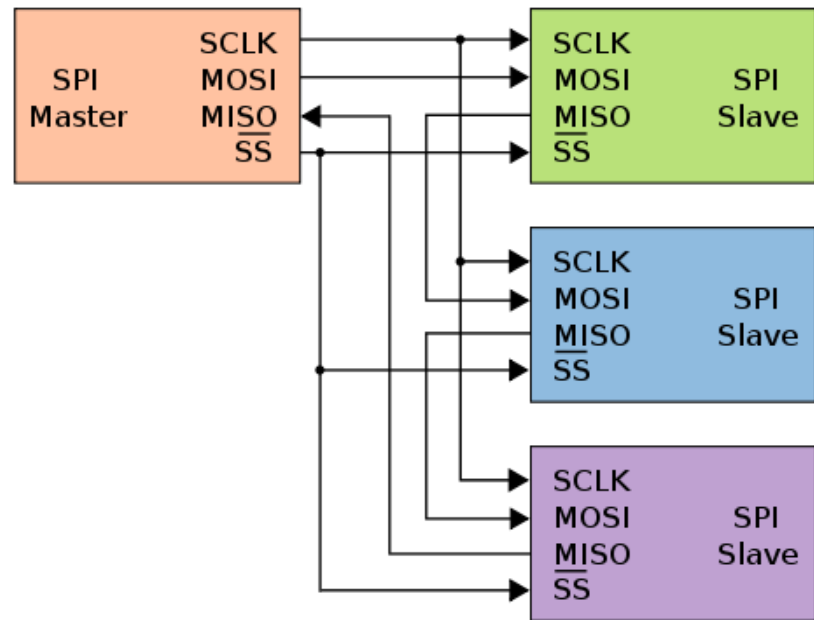 SPI
Master
SCLK
MOSI
MISO
SS
SCLK
MOSI
MISO
SS
SPI
Slave
SCLK
MOSI
MISO
SS
SPI
Slave
SCLK
MOSI
MISO
SS
SPI
Slave